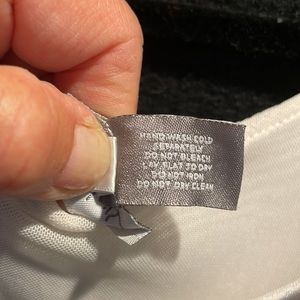 HAND WASH COLD
SEPARATELY
DO NOT BLEACH
LAY FLAT TO DRY
DO NOT IRON
DO NOT DRY CLEAN